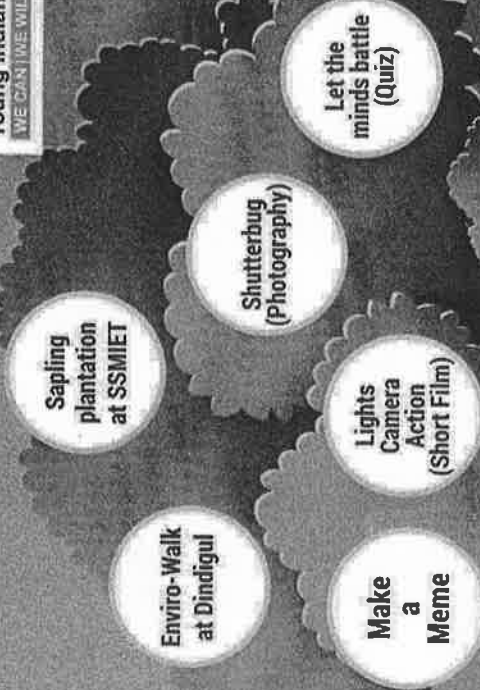 Young Indian
WE CAN | WE WIL
Sapling
plantation
at SSMIET
Enviro-Walk
at Dindigul
Shutterbug
(Photography)
Let the
minds battle
(Quiz)
Make
a
Meme
Lights
Camera
Action
(Short Film)